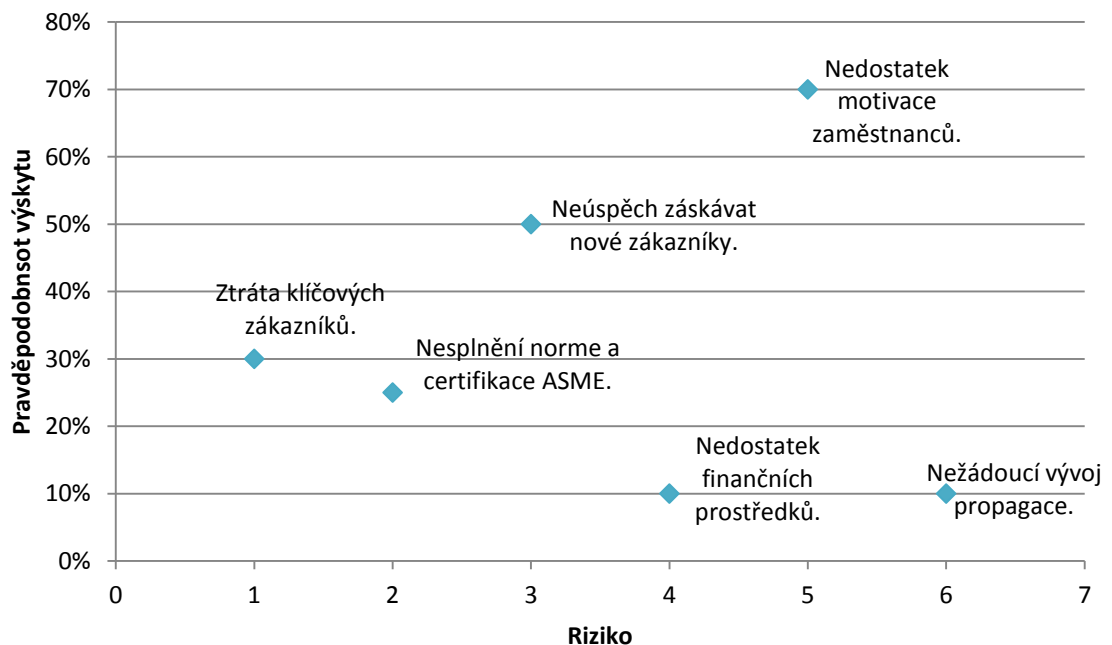 80%
70%
60%
50%
40%
30%
20%
10%
0%
Pravděpodobnsot výskytu
Nedostatek
motivace
zaměstnanců.
Neúspěch záskávat
nové zákazníky.
Ztráta klíčových
zákazníků.
Nesplnění norme a
certifikace ASME.
Nedostatek
finančních
prostředků.
Nežádoucí vývoj
propagace.
0 1 2 3 4 5 6 7
Riziko